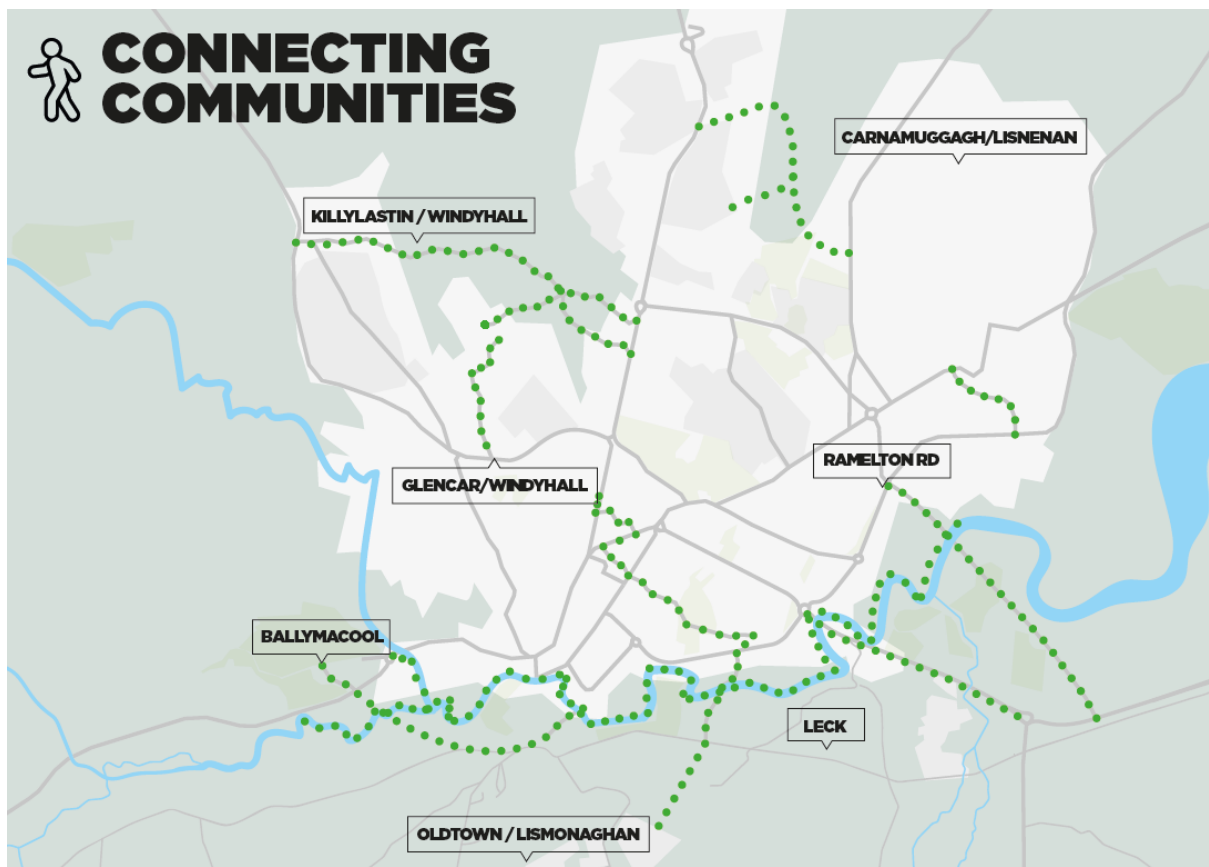 CONNECTING
COMMUNITIES
CARNAMUGGAGH/LISNENAN
KILLYLASTIN / WINDYHALL
RAMELTON RD
GLENCAR/WINDYHALL
BALLYMACOOL
LECK
OLDTOWN / LISMONAGHAN